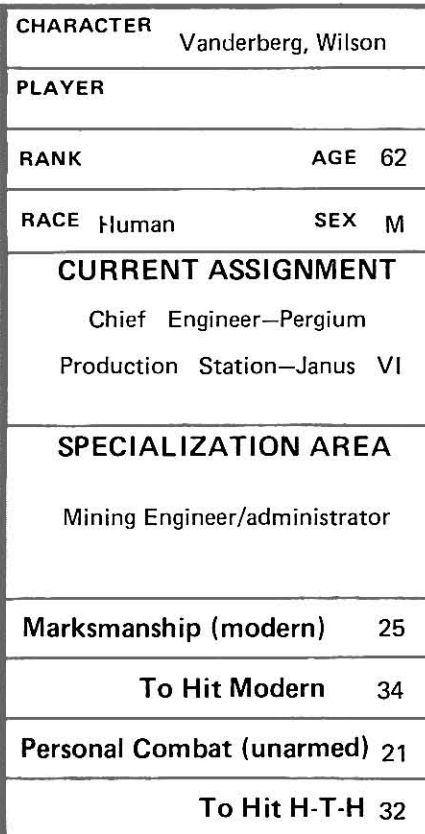 CHARACTER Vanderberg, Wilson
PLAYER
RANK AGE 62
RACE Human SEX M
CURRENT ASSIGNMENT
Chief Engineer—Pergium
Production Station—Janus VI
SPECIALIZATION AREA
Mining Engineer/administrator
Marksmanship (modern) 25
To Hit Modern 34
Personal Combat (unarmed) 21
To Hit H-T-H 32